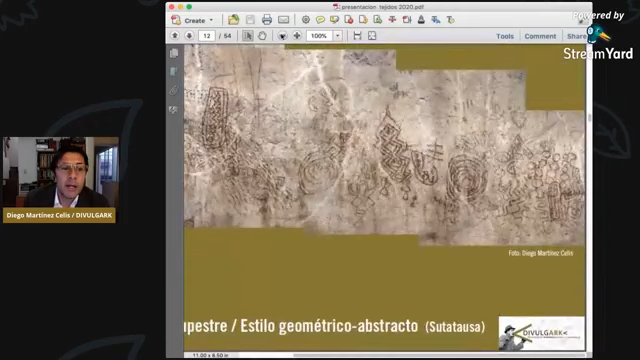 presentacion tejidos 2020.pdf
Powered by
StreamYard
Create
12 / 54
100%
Tools
Comment
Share
Diego Martínez Celis / DIVULGARK
Foto: Diego Martínez Celis
upestre / Estilo geométrico-abstracto (Sutatausa)
DIVULGARK
11.00 x 8.50 in